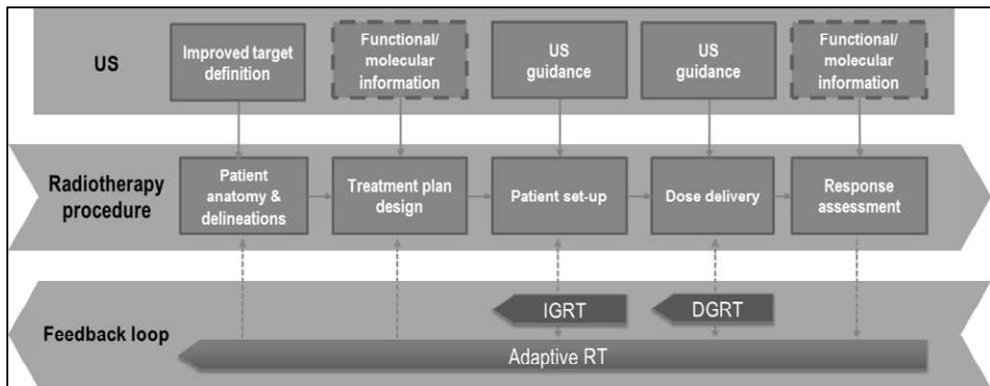 US
Improved target
definition
Functional/
molecular
information
US
guidance
US
guidance
Functional/
molecular
information
Radiotherapy
procedure
Patient
anatomy &
delineations
Treatment plan
design
Patient set-up
Dose delivery
Response
assessment
Feedback loop
IGRT
DGRT
Adaptive RT